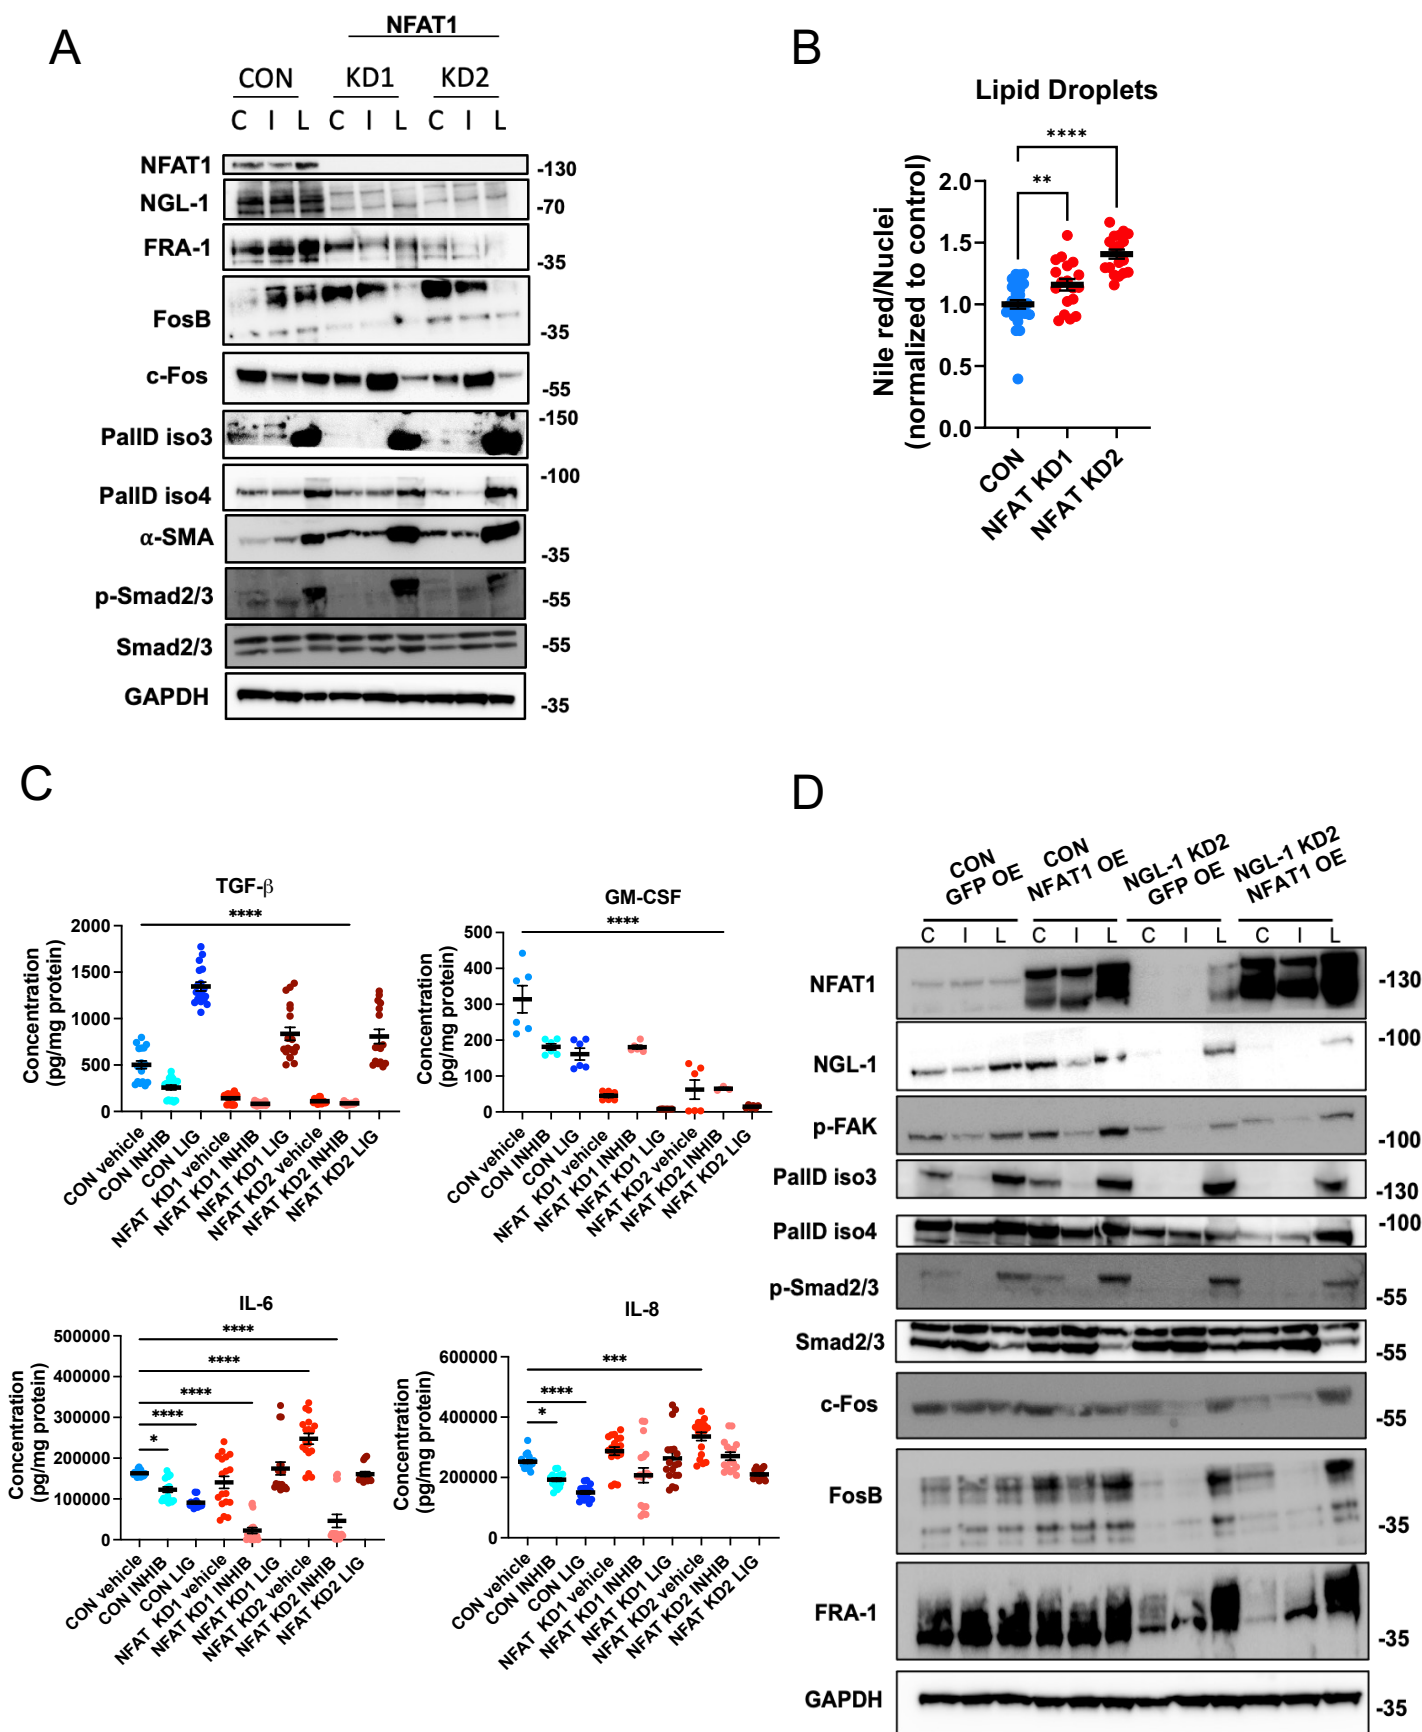 A
NFAT1
CON KD1 KD2
C I L C I L C I L
NFAT1
-130
NGL-1
-70
FRA-1
-35
FosB
-35
c-Fos
-55
PallD iso3
-150
PallD iso4
-100
α-SMA
-35
p-Smad2/3
-55
Smad2/3
-55
GAPDH
-35
B
Lipid Droplets
****
**
Nile red/Nuclei
(normalized to control)
2.0
1.5
1.0
0.5
0.0
CON
NFAT KD1
NFAT KD2
C
TGF-β
****
Concentration
(pg/mg protein)
2000
1500
1000
500
0
CON vehicle
CON INHIB
CON LIG
NFAT KD1 vehicle
NFAT KD1 INHIB
NFAT KD1 LIG
NFAT KD2 vehicle
NFAT KD2 INHIB
NFAT KD2 LIG
GM-CSF
****
Concentration
(pg/mg protein)
500
400
300
200
100
0
CON vehicle
CON INHIB
CON LIG
NFAT KD1 vehicle
NFAT KD1 INHIB
NFAT KD1 LIG
NFAT KD2 vehicle
NFAT KD2 INHIB
NFAT KD2 LIG
IL-6
****
****
****
****
*
Concentration
(pg/mg protein)
500000
400000
300000
200000
100000
0
CON vehicle
CON INHIB
CON LIG
NFAT KD1 vehicle
NFAT KD1 INHIB
NFAT KD1 LIG
NFAT KD2 vehicle
NFAT KD2 INHIB
NFAT KD2 LIG
IL-8
***
****
*
Concentration
(pg/mg protein)
600000
400000
200000
0
CON vehicle
CON INHIB
CON LIG
NFAT KD1 vehicle
NFAT KD1 INHIB
NFAT KD1 LIG
NFAT KD2 vehicle
NFAT KD2 INHIB
NFAT KD2 LIG
D
CON
GFP OE
CON
NFAT1 OE
NGL-1 KD2
GFP OE
NGL-1 KD2
NFAT1 OE
C I L C I L C I L C I L
NFAT1
-130
NGL-1
-100
p-FAK
-100
PallD iso3
-130
PallD iso4
-100
p-Smad2/3
-55
Smad2/3
-55
c-Fos
-55
FosB
-35
FRA-1
-35
GAPDH
-35